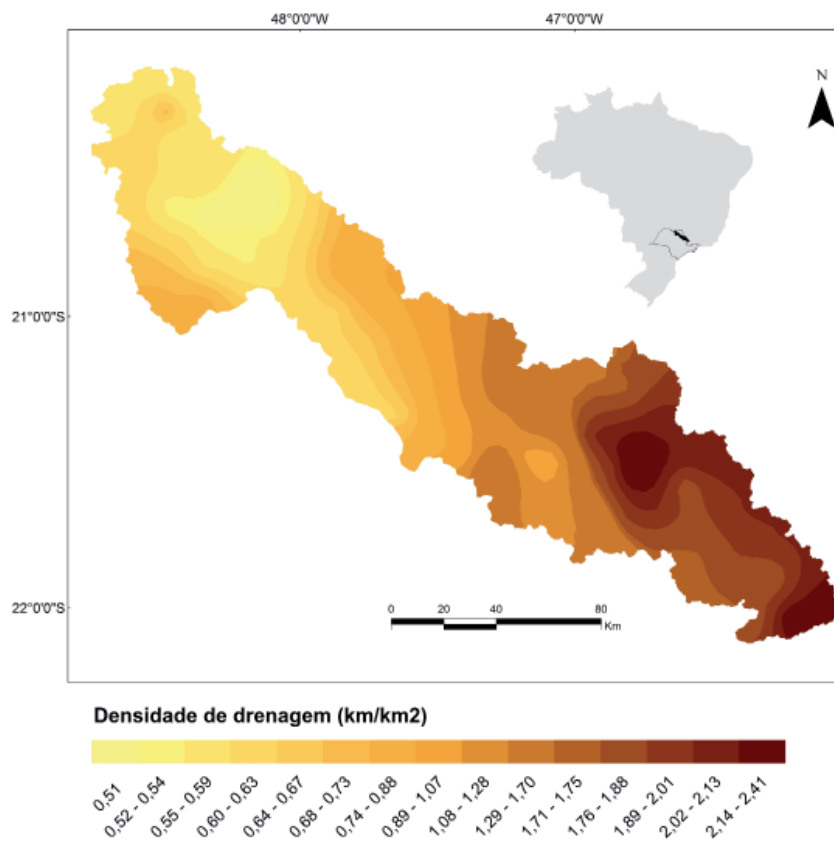 48°0'0"W 47°0'0"W
N
21°0'0"S
22°0'0"S
0 20 40 80
Km
Densidade de drenagem (km/km2)
0,51
0,52 - 0,54
0,55 - 0,59
0,60 - 0,63
0,64 - 0,67
0,68 - 0,73
0,74 - 0,88
0,89 - 1,07
1,08 - 1,28
1,29 - 1,70
1,71 - 1,75
1,76 - 1,88
1,89 - 2,01
2,02 - 2,13
2,14 - 2,41